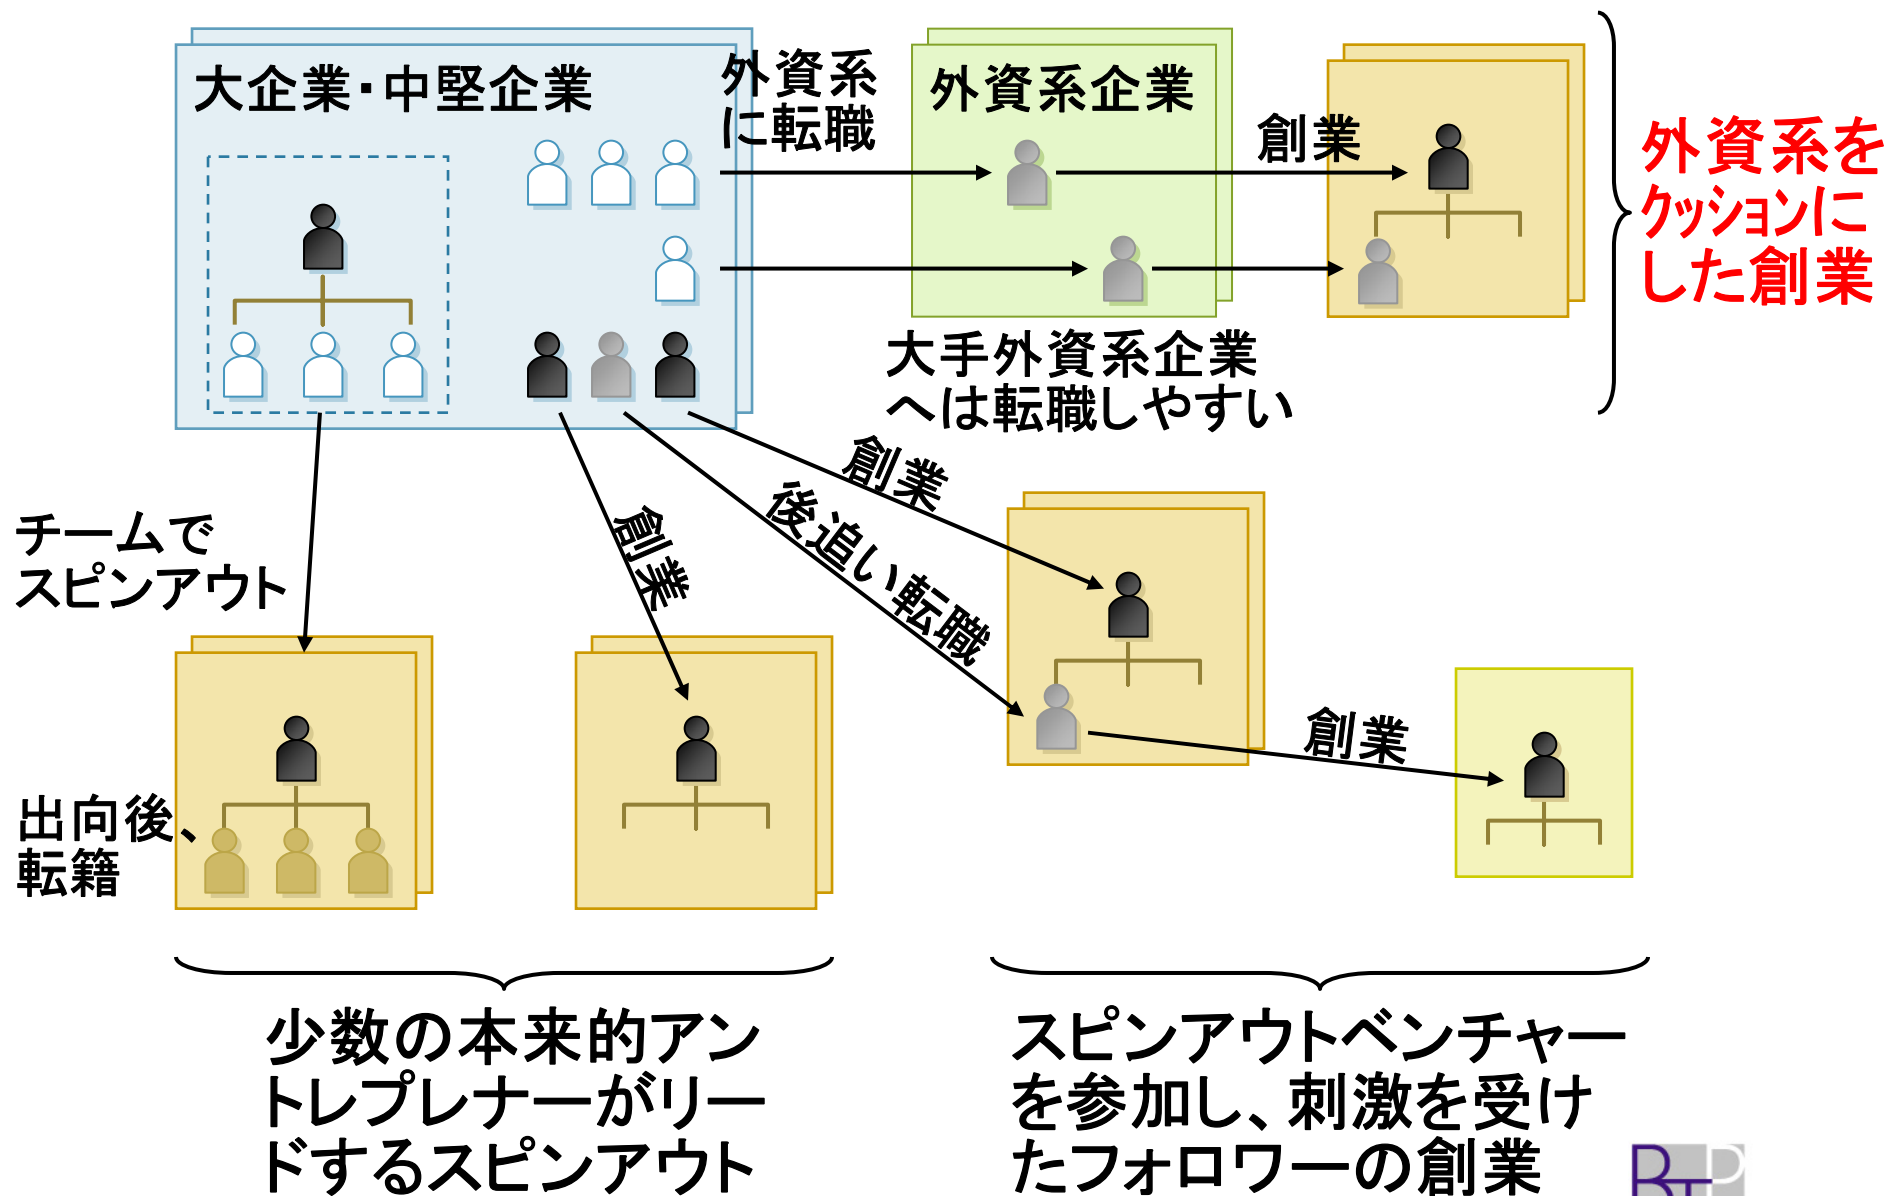 大企業・中堅企業
外資系
に転職
外資系企業
創業
外資系を
ｸｯｼｮﾝに
した創業
大手外資系企業
へは転職しやすい
創業
後追い転職
創業
チームで
スピンアウト
創業
出向後、
転籍
少数の本来的アン
トレプレナーがリー
ドするスピンアウト
スピンアウトベンチャー
を参加し、刺激を受け
たフォロワーの創業